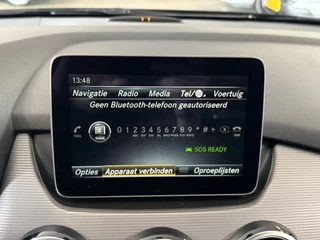 13:48
Navigatie Radio Media Tel/ Voertuig
Geen Bluetooth-telefoon geautoriseerd
0 1 2 3 4 5 6 7 8 9 * # +
CALL
SOS READY
Opties Apparaat verbinden Oproeplijsten